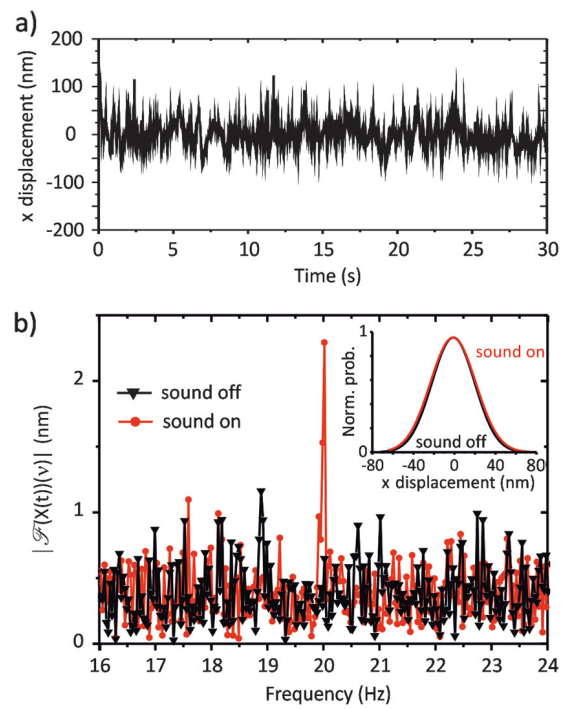 a)
200
100
0
-100
-200
x displacement (nm)
0 5 10 15 20 25 30
Time (s)
b)
2
1
0
|ℱ(X(t))(ν)| (nm)
sound off
sound on
1
0
Norm. prob.
sound on
sound off
-80 -40 0 40 80
x displacement (nm)
16 17 18 19 20 21 22 23 24
Frequency (Hz)